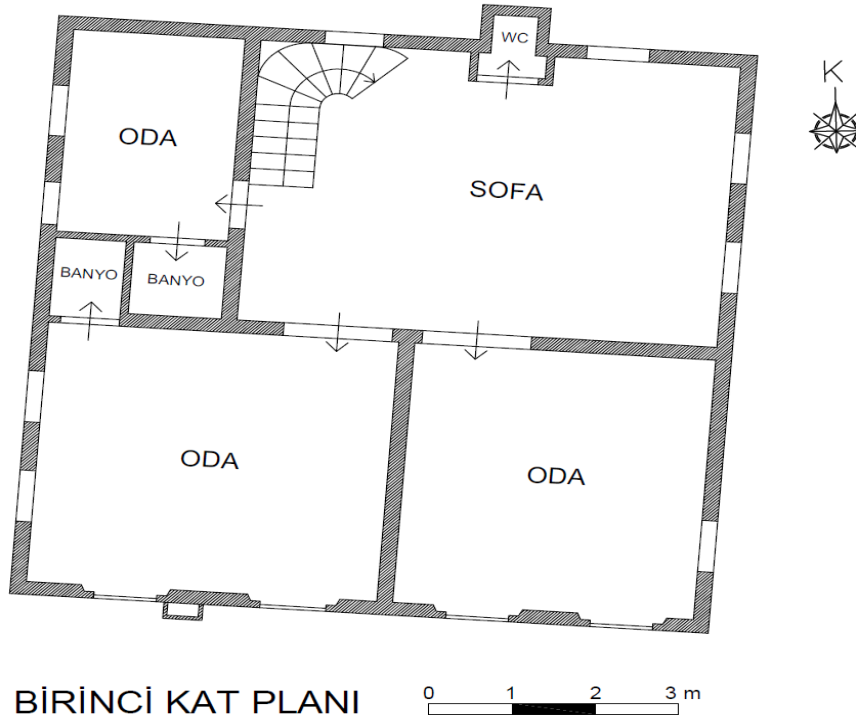 WC
K
ODA
SOFA
BANYO
BANYO
ODA
ODA
BİRİNCİ KAT PLANI
0 1 2 3 m